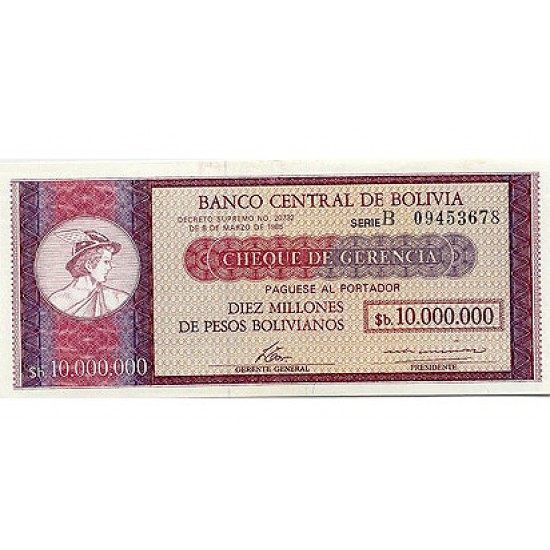 BANCO CENTRAL DE BOLIVIA
DECRETO SUPREMO NO. 20732
DE 8 DE MARZO DE 1985
SERIE B 09453678
CHEQUE DE GERENCIA
PAGUESE AL PORTADOR
DIEZ MILLONES
DE PESOS BOLIVIANOS
$b. 10.000.000
$b. 10.000.000
GERENTE GENERAL
PRESIDENTE